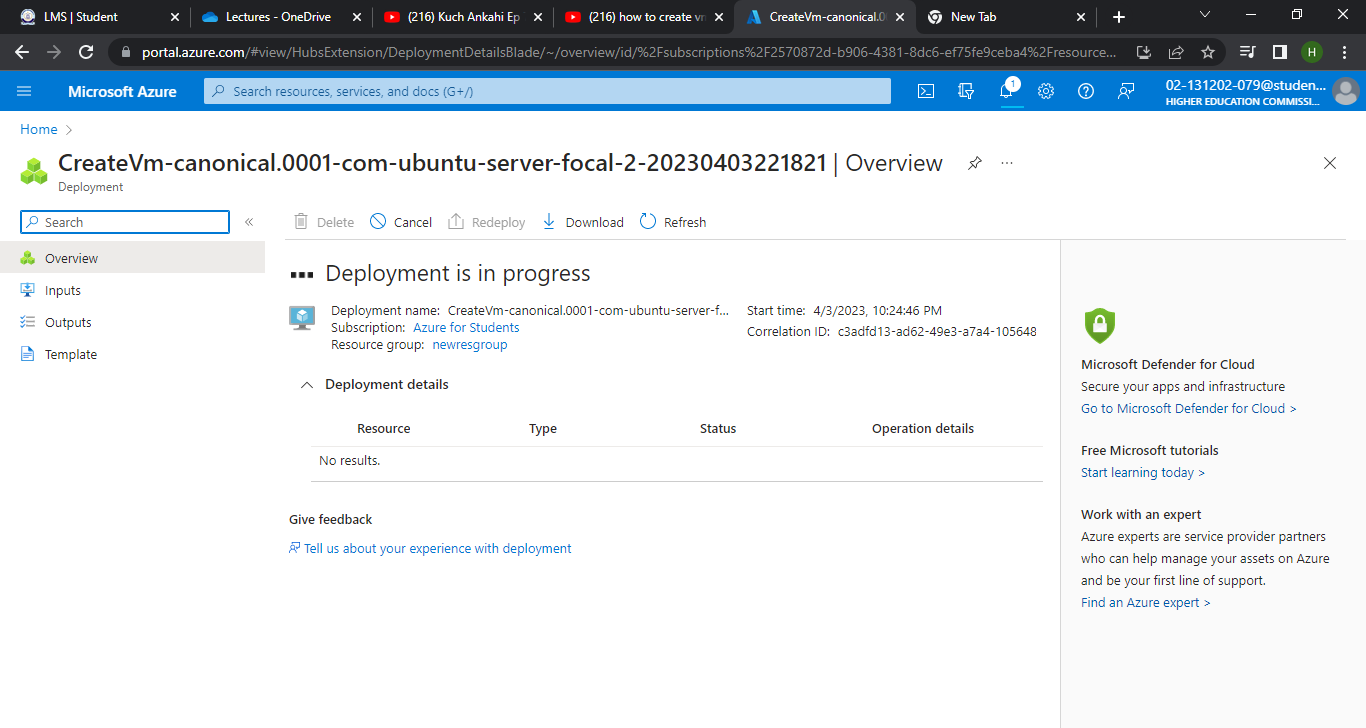 LMS | Student
Lectures - OneDrive
(216) Kuch Ankahi Ep
(216) how to create vn
CreateVm-canonical.0
New Tab
portal.azure.com/#view/HubsExtension/DeploymentDetailsBlade/~/overview/id/%2Fsubscriptions%2F2570872d-b906-4381-8dc6-ef75fe9ceba4%2Fresource...
H
Microsoft Azure
Search resources, services, and docs (G+/)
1
02-131202-079@studen...
HIGHER EDUCATION COMMISSI...
Home
CreateVm-canonical.0001-com-ubuntu-server-focal-2-20230403221821 | Overview
Deployment
Search
Delete
Cancel
Redeploy
Download
Refresh
Overview
Inputs
Outputs
Template
Deployment is in progress
Deployment name: CreateVm-canonical.0001-com-ubuntu-server-f...
Subscription: Azure for Students
Resource group: newresgroup
Start time: 4/3/2023, 10:24:46 PM
Correlation ID: c3adfd13-ad62-49e3-a7a4-105648
Deployment details
Resource Type Status Operation details
No results.
Give feedback
Tell us about your experience with deployment
Microsoft Defender for Cloud
Secure your apps and infrastructure
Go to Microsoft Defender for Cloud >
Free Microsoft tutorials
Start learning today >
Work with an expert
Azure experts are service provider partners
who can help manage your assets on Azure
and be your first line of support.
Find an Azure expert >